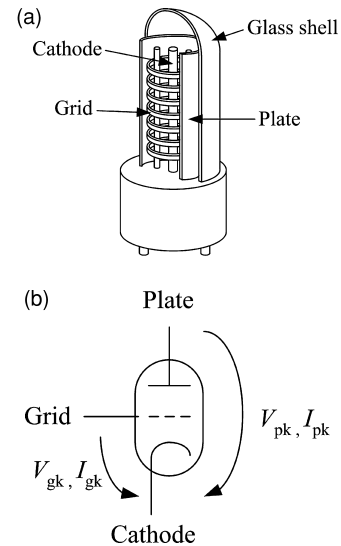 (a)
Glass shell
Cathode
Grid
Plate
(b)
Plate
Grid
V_pk , I_pk
V_gk , I_gk
Cathode